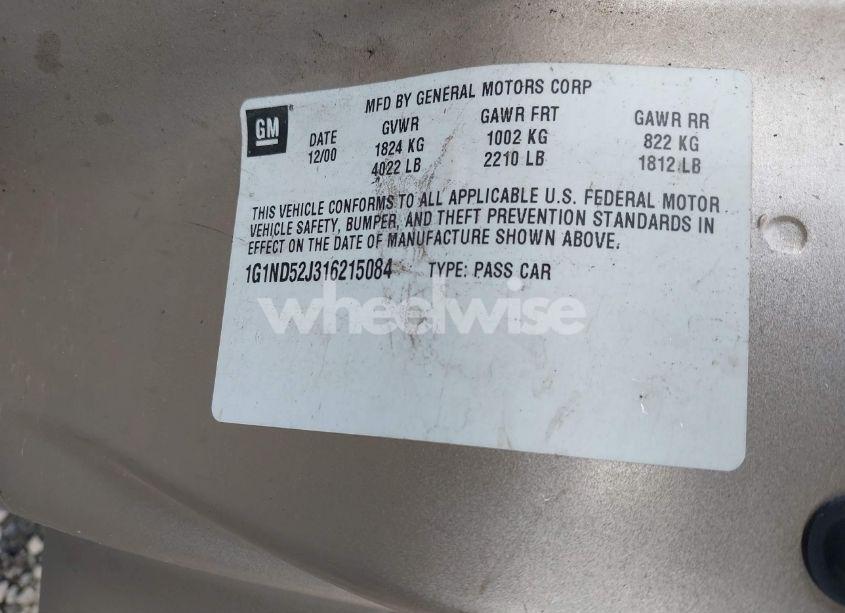 MFD BY GENERAL MOTORS CORP
GM
DATE GVWR GAWR FRT GAWR RR
12/00 1824 KG 1002 KG 822 KG
4022 LB 2210 LB 1812 LB
THIS VEHICLE CONFORMS TO ALL APPLICABLE U.S. FEDERAL MOTOR
VEHICLE SAFETY, BUMPER, AND THEFT PREVENTION STANDARDS IN
EFFECT ON THE DATE OF MANUFACTURE SHOWN ABOVE.
1G1ND52J316215084 TYPE: PASS CAR
wheelwise